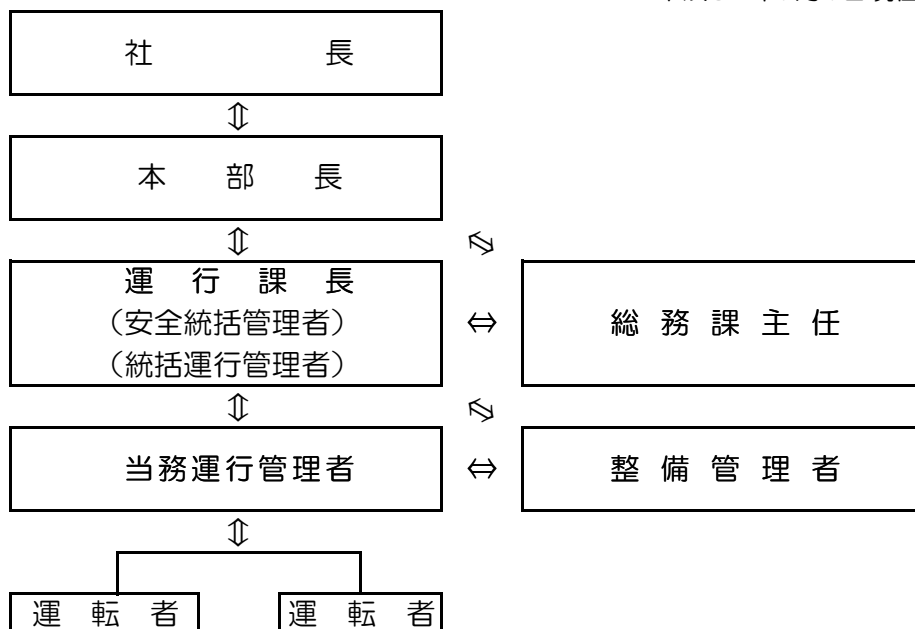 社長
⇕
本部長
⇕ ⇖⇘
運行課長
（安全統括管理者）
（統括運行管理者）
⇔ 総務課主任
⇕
当務運行管理者 ⇔ 整備管理者
⇕
運転者 運転者